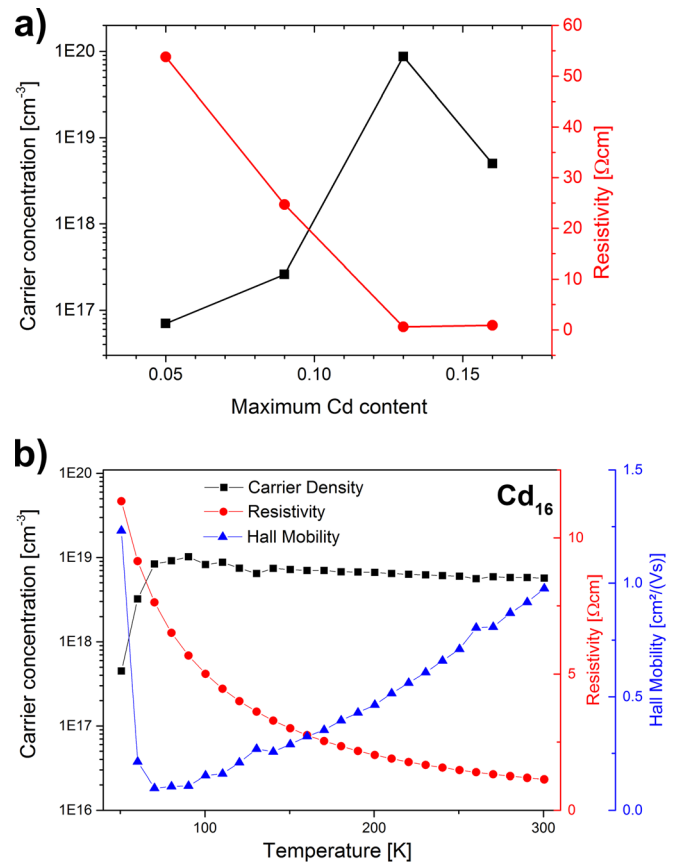 a)
1E20
1E19
1E18
1E17
Carrier concentration [cm⁻³]
60
50
40
30
20
10
0
Resistivity [Ωcm]
0.05
0.10
0.15
Maximum Cd content
b)
1E20
1E19
1E18
1E17
1E16
Carrier concentration [cm⁻³]
Carrier Density
Resistivity
Hall Mobility
Cd₁₆
10
5
0
Resistivity [Ωcm]
1.5
1.0
0.5
0.0
Hall Mobility [cm²/(Vs)]
100
200
300
Temperature [K]